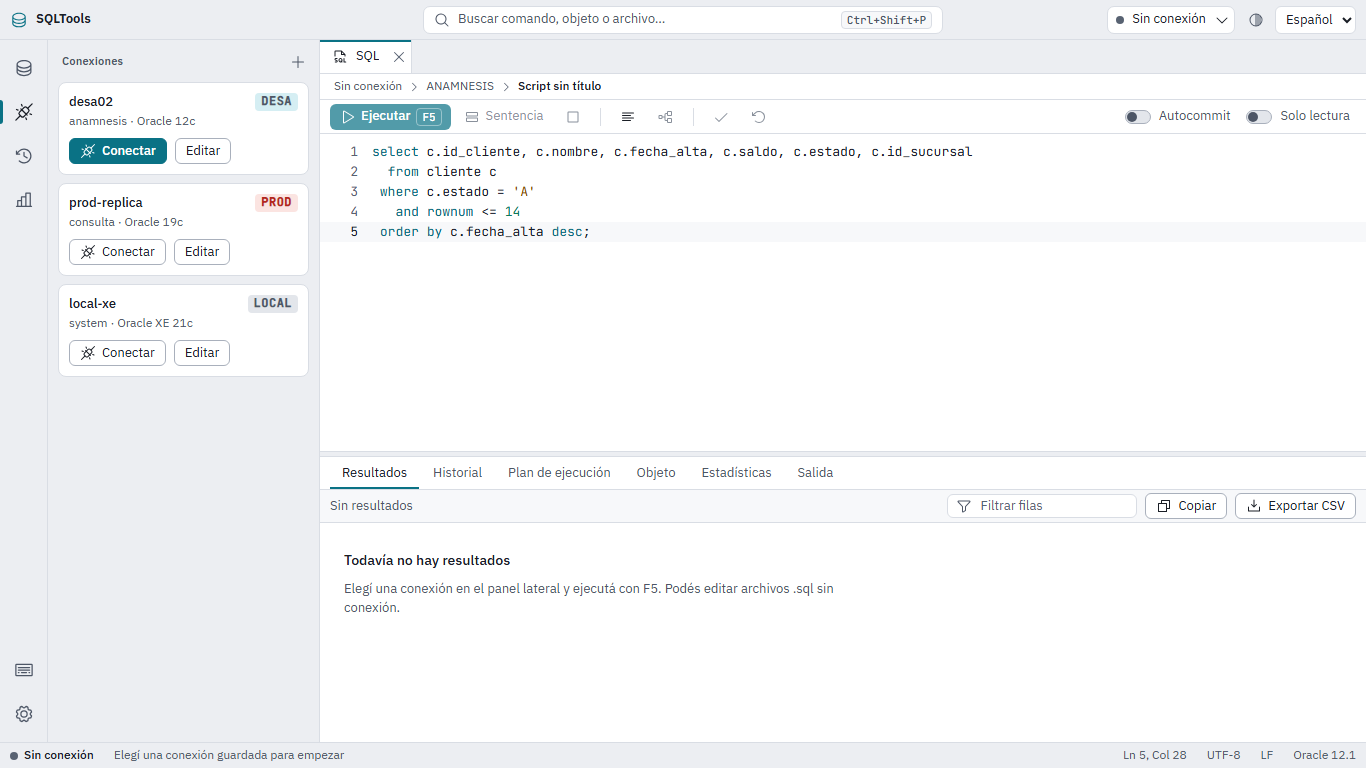 SQLTools
Buscar comando, objeto o archivo...
Ctrl+Shift+P
Sin conexión
Español
Conexiones
desa02
DESA
anamnesis · Oracle 12c
Conectar
Editar
prod-replica
PROD
consulta · Oracle 19c
Conectar
Editar
local-xe
LOCAL
system · Oracle XE 21c
Conectar
Editar
SQL
SQL
Sin conexión
ANAMNESIS
Script sin título
Ejecutar F5
Sentencia
Autocommit
Solo lectura
1 select c.id_cliente, c.nombre, c.fecha_alta, c.saldo, c.estado, c.id_sucursal
2 from cliente c
3 where c.estado = 'A'
4 and rownum <= 14
5 order by c.fecha_alta desc;
Resultados
Historial
Plan de ejecución
Objeto
Estadísticas
Salida
Sin resultados
Filtrar filas
Copiar
Exportar CSV
Todavía no hay resultados
Elegí una conexión en el panel lateral y ejecutá con F5. Podés editar archivos .sql sin
conexión.
Sin conexión
Elegí una conexión guardada para empezar
Ln 5, Col 28
UTF-8
LF
Oracle 12.1